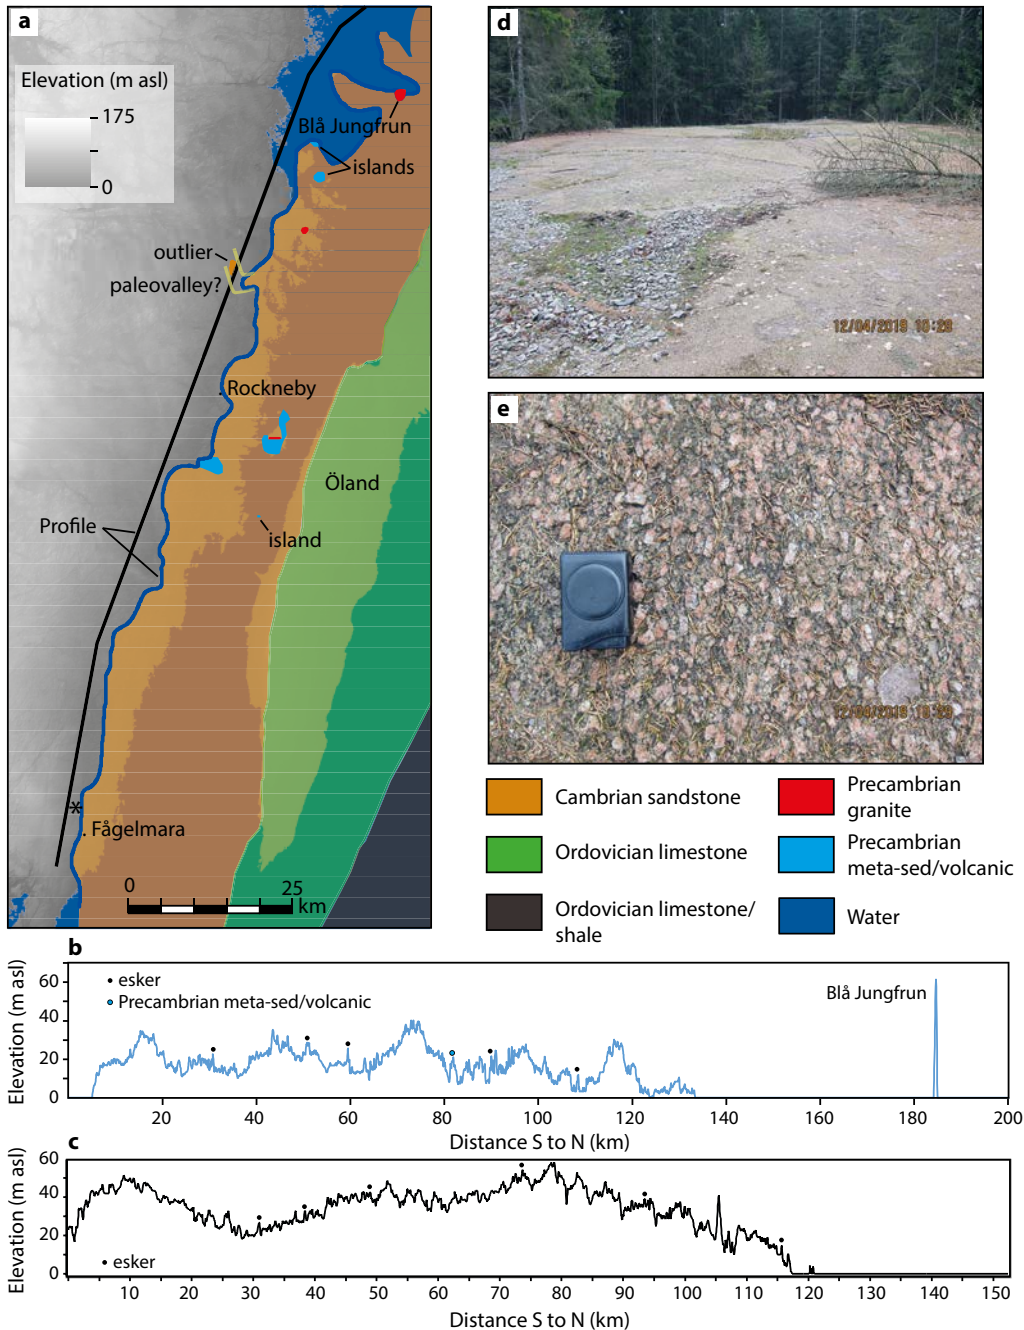 a
Elevation (m asl)
175
0
Blå Jungfrun
islands
outlier
paleovalley?
Rockneby
Öland
Profile
island
*
Fågelmara
0 25
km
d
12/04/2019 10:29
e
12/04/2019 10:29
Cambrian sandstone
Ordovician limestone
Ordovician limestone/
shale
Precambrian
granite
Precambrian
meta-sed/volcanic
Water
b
Elevation (m asl)
60
40
20
0
• esker
Precambrian meta-sed/volcanic
Blå Jungfrun
20 40 60 80 100 120 140 160 180 200
Distance S to N (km)
c
Elevation (m asl)
60
40
20
0
• esker
10 20 30 40 50 60 70 80 90 100 110 120 130 140 150
Distance S to N (km)